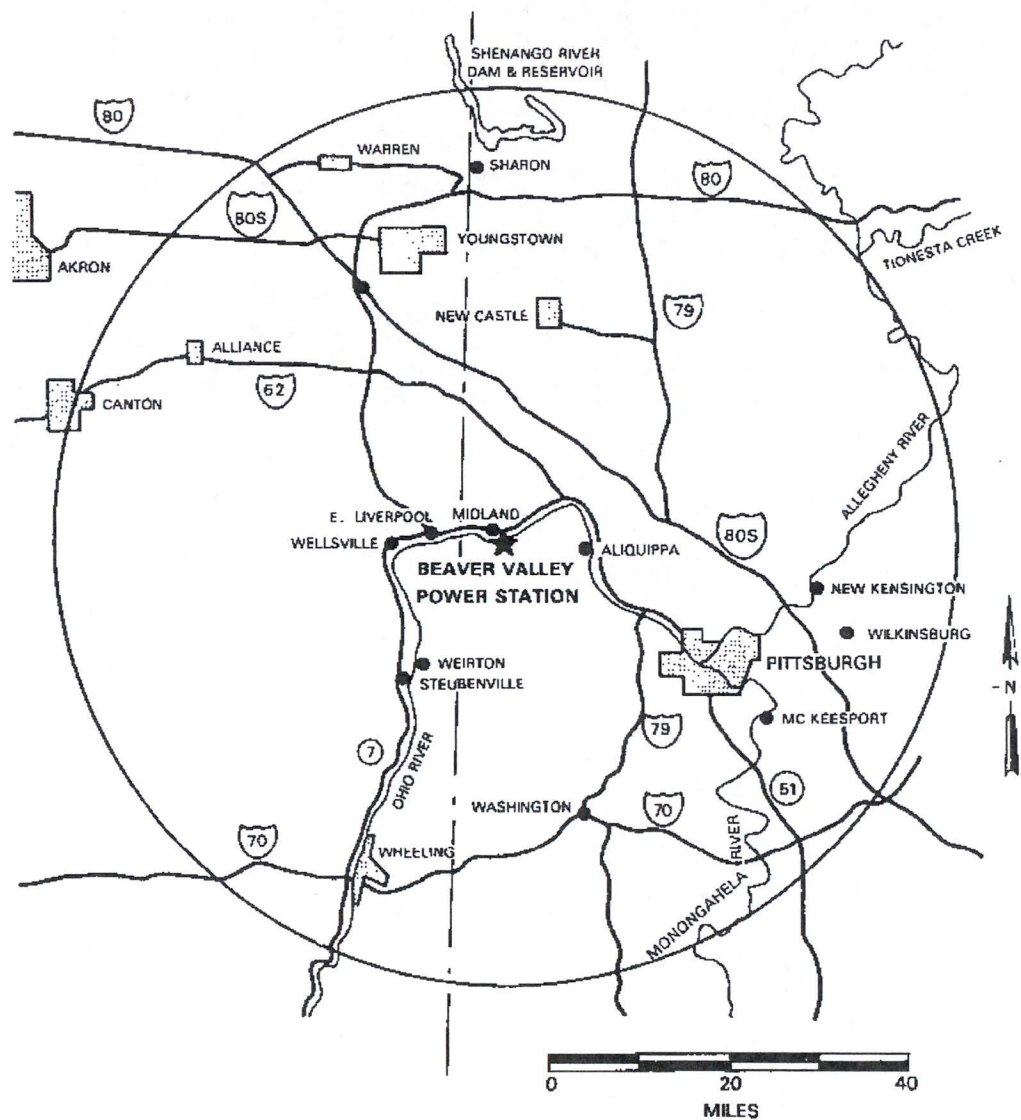 SHENANGO RIVER
DAM & RESERVOIR
80
WARREN
SHARON
80
80S
YOUNGSTOWN
AKRON
TIONESTA CREEK
NEW CASTLE
79
ALLIANCE
62
CANTON
ALLEGHENY RIVER
E. LIVERPOOL
MIDLAND
WELLSVILLE
80S
ALIQUIPPA
BEAVER VALLEY
POWER STATION
NEW KENSINGTON
WILKINSBURG
PITTSBURGH
WEIRTON
STEUBENVILLE
N
MC KEESPORT
79
7
OHIO RIVER
51
WASHINGTON
70
70
WHEELING
MONONGAHELA RIVER
0 20 40
MILES